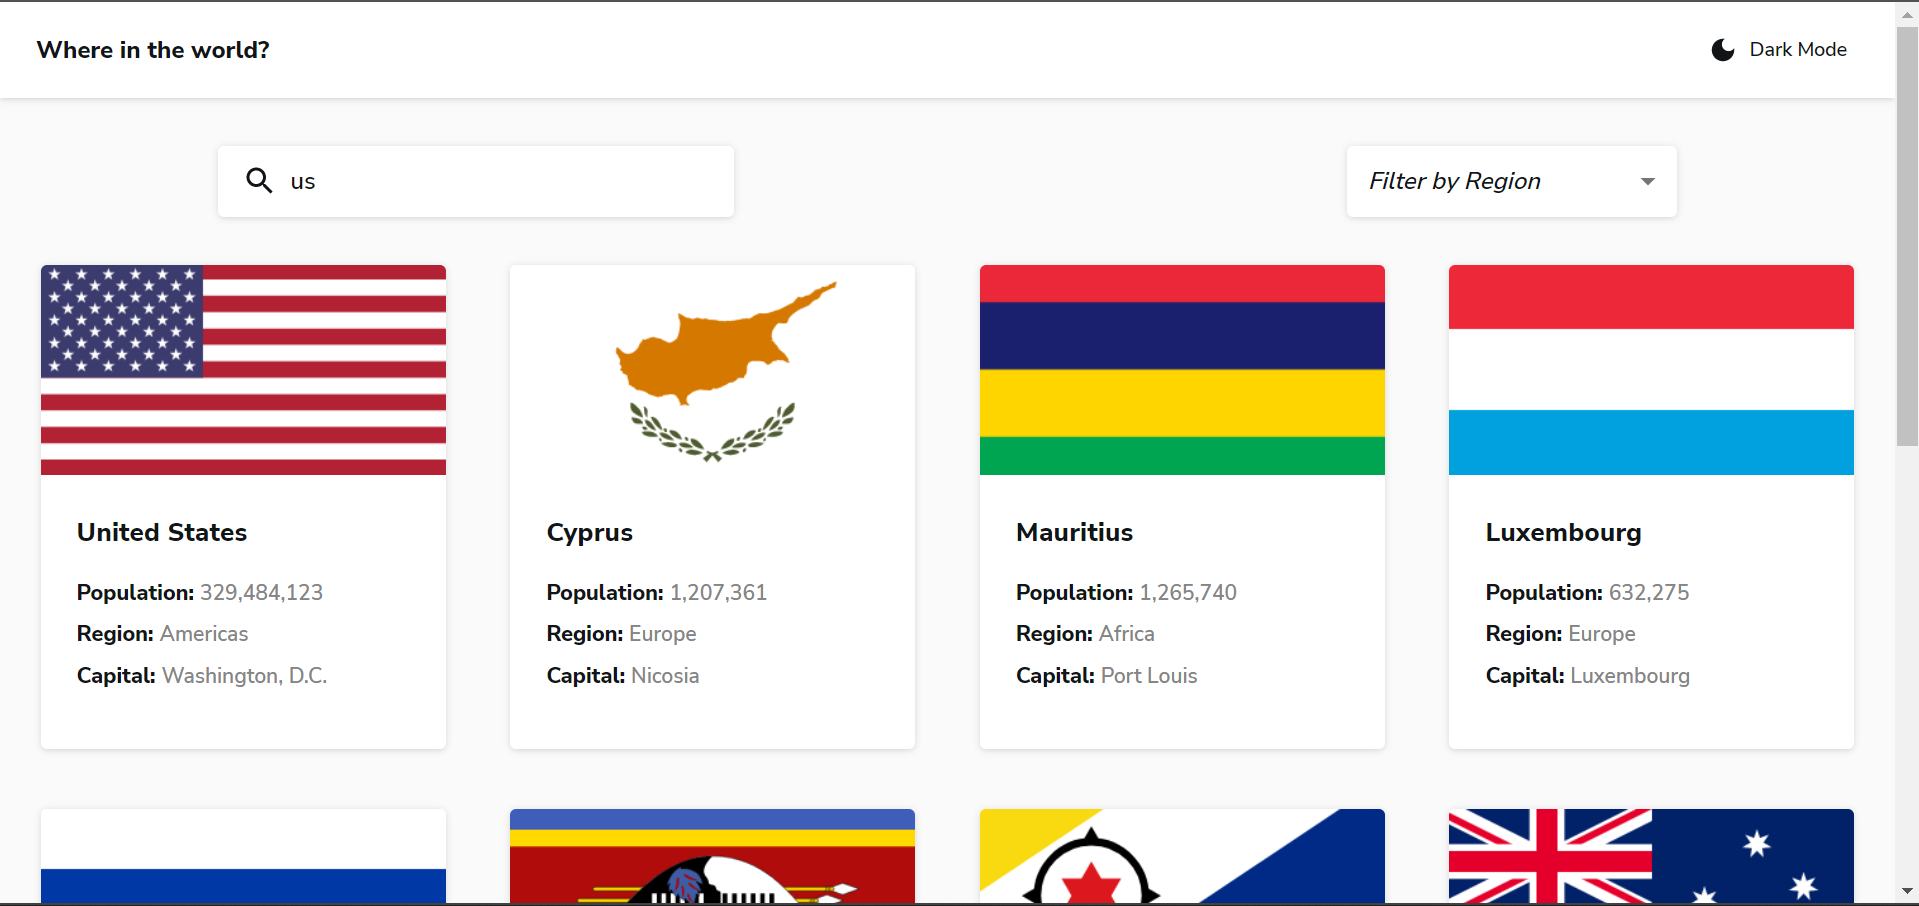 Where in the world?
Dark Mode
us
Filter by Region
United States
Population: 329,484,123
Region: Americas
Capital: Washington, D.C.
Cyprus
Population: 1,207,361
Region: Europe
Capital: Nicosia
Mauritius
Population: 1,265,740
Region: Africa
Capital: Port Louis
Luxembourg
Population: 632,275
Region: Europe
Capital: Luxembourg